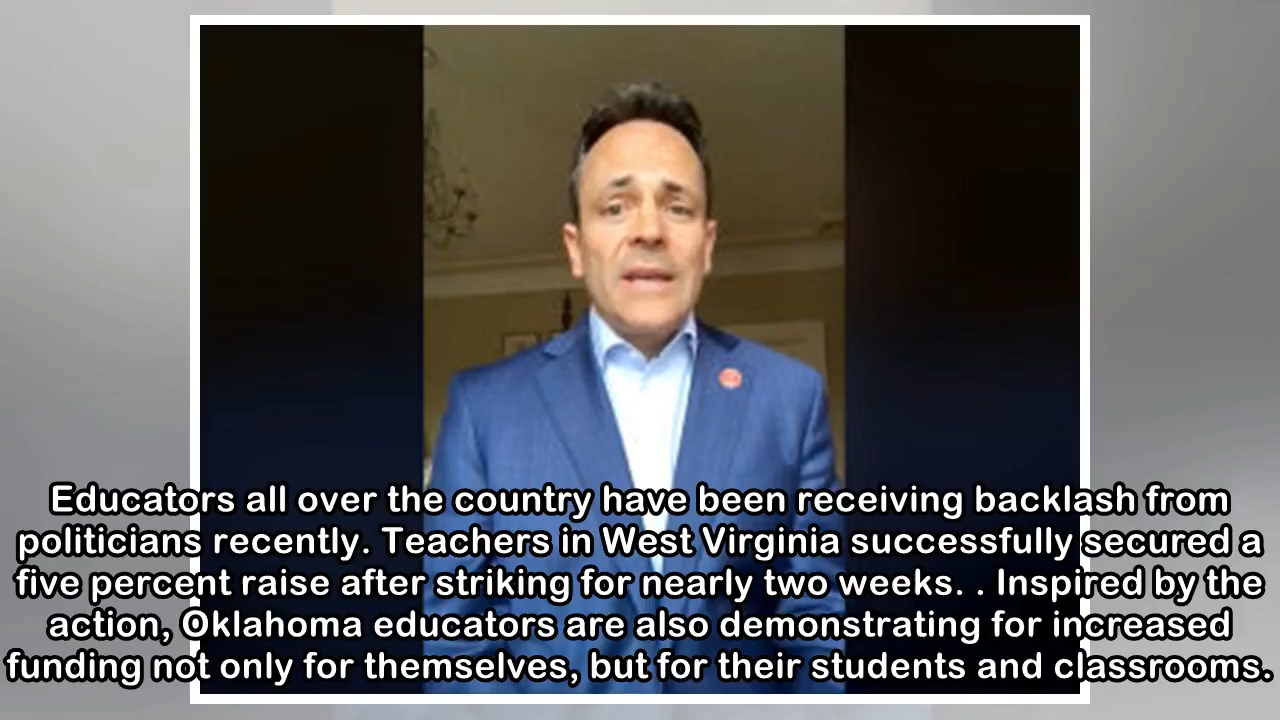 Educators all over the country have been receiving backlash from
politicians recently. Teachers in West Virginia successfully secured a
five percent raise after striking for nearly two weeks. . Inspired by the
action, Oklahoma educators are also demonstrating for increased
funding not only for themselves, but for their students and classrooms.